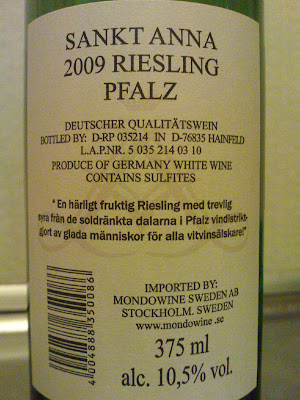 SANKT ANNA
2009 RIESLING
PFALZ
DEUTSCHER QUALITÄTSWEIN
BOTTLED BY: D-RP 035214 IN D-76835 HAINFELD
L.A.P.NR. 5 035 214 03 10
PRODUCE OF GERMANY WHITE WINE
CONTAINS SULFITES
" En härligt fruktig Riesling med trevlig
syra från de soldränkta dalarna i Pfalz vindistrikt-
gjort av glada människor för alla vitvinsälskare!"
4 004888 350086
IMPORTED BY:
MONDOWINE SWEDEN AB
STOCKHOLM. SWEDEN
www.mondowine .se
375 ml
alc. 10,5% vol.